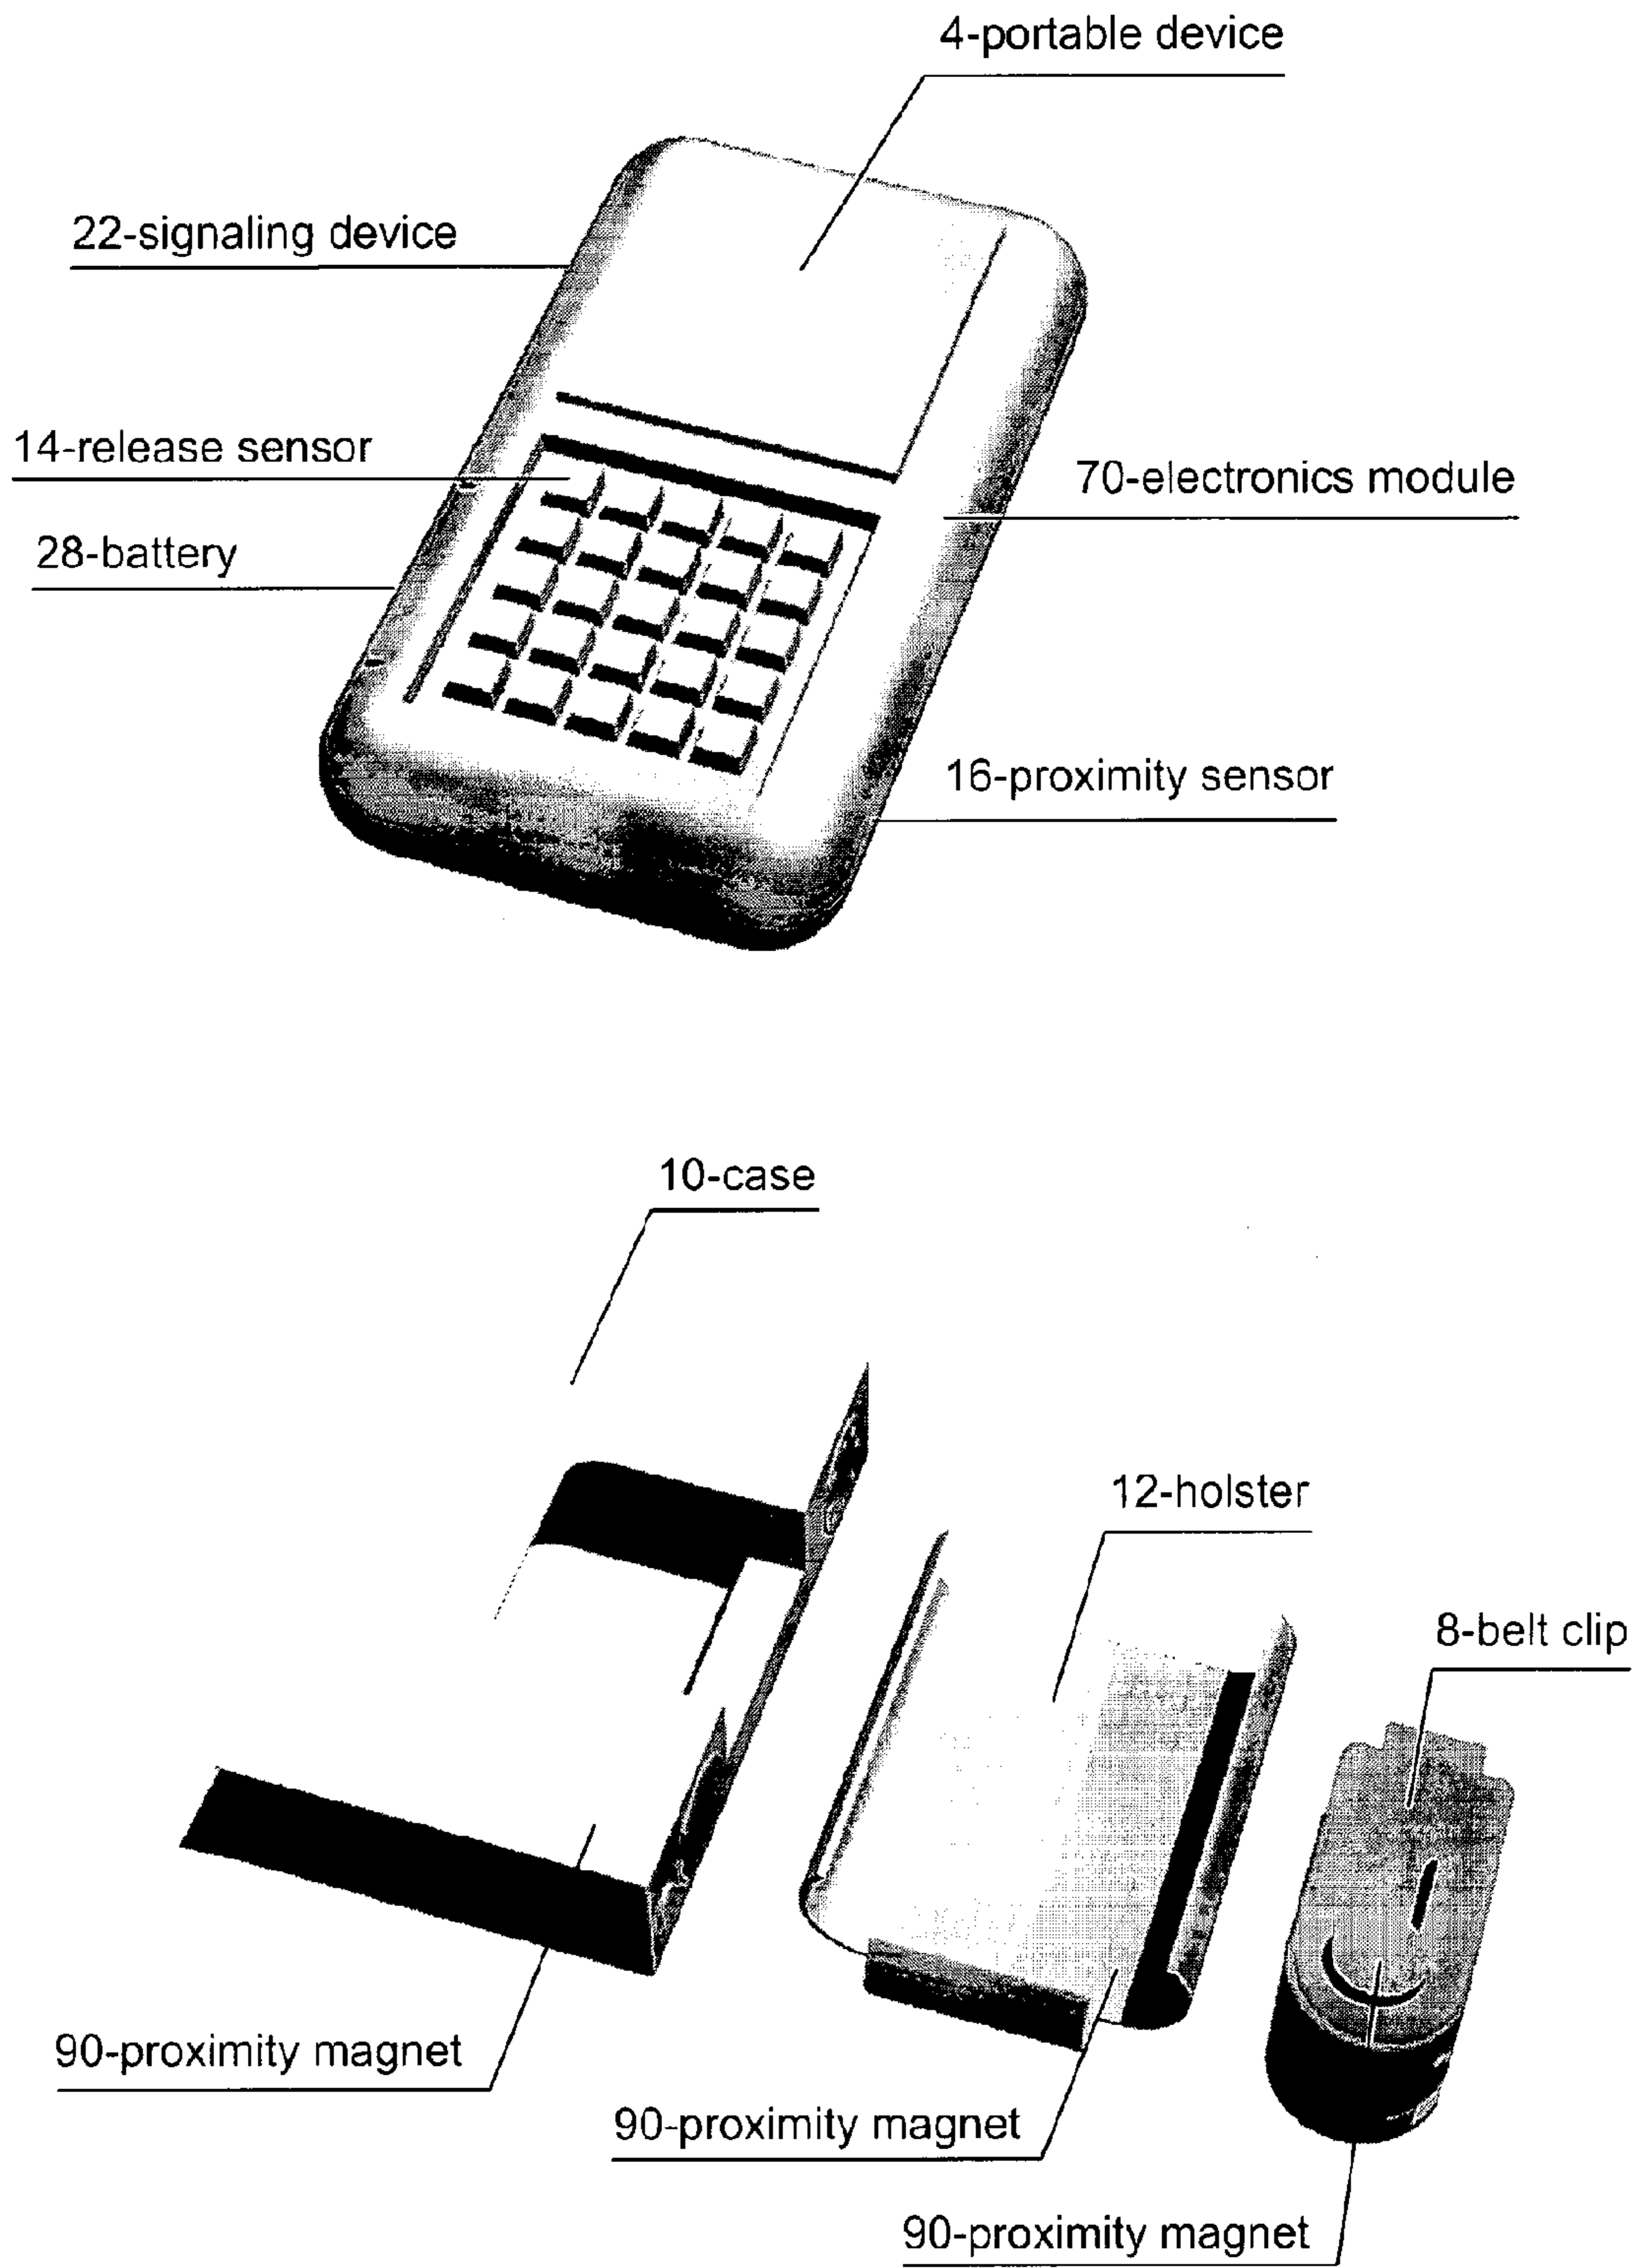 4-portable device
22-signaling device
14-release sensor
70-electronics module
28-battery
16-proximity sensor
10-case
12-holster
8-belt clip
90-proximity magnet
90-proximity magnet
90-proximity magnet